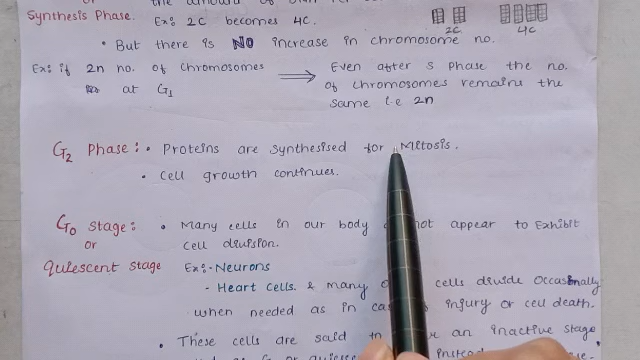 the amount of
Synthesis Phase. Ex: 2C becomes 4C.
2C 4C
• But there is NO increase in chromosome no.
Ex: if 2n no. of chromosomes at G1 ⟹ Even after S phase the no. of chromosomes remains the same i.e 2n
G2 Phase: • Proteins are synthesised for Mitosis.
• Cell growth continues.
G0 Stage: • Many cells in our body not appear to Exhibit
or cell division.
Quiescent stage Ex:- Neurons
- Heart cells & many cells divide Occasionally
when needed as in injury or cell death.
• These cells are said an inactive stage